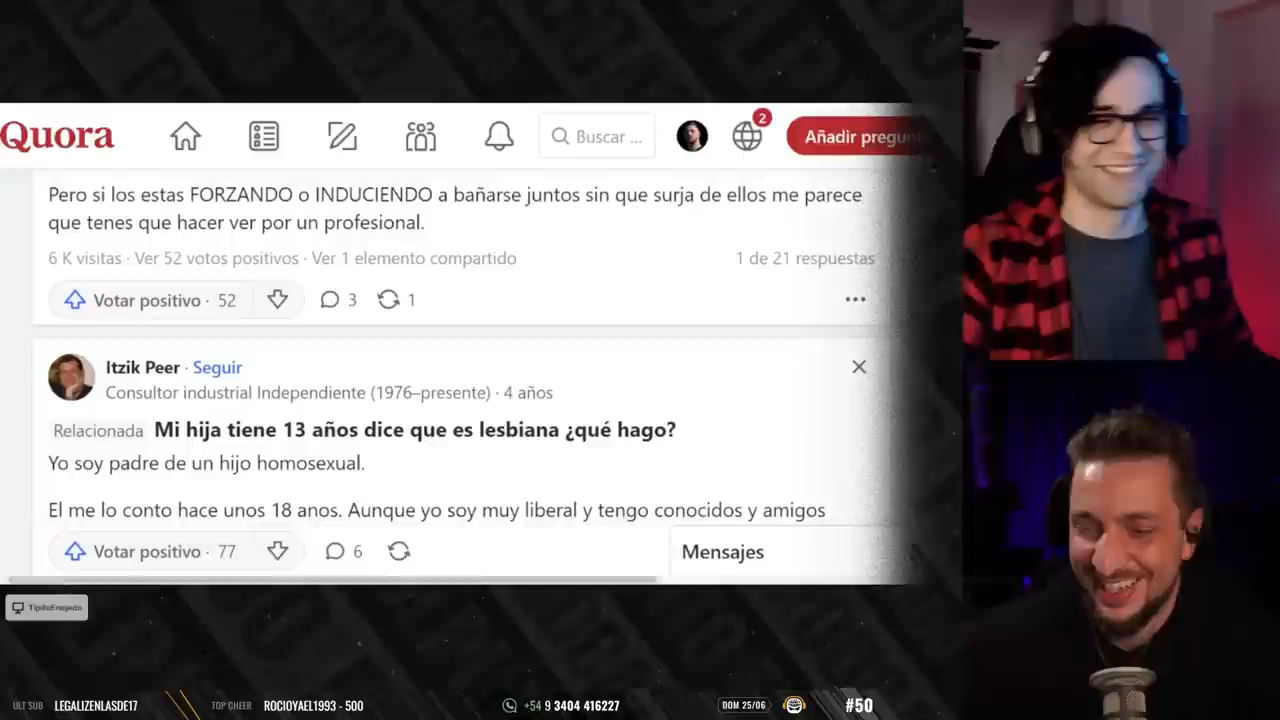 Quora
Buscar ...
2
Añadir pregun
Pero si los estas FORZANDO o INDUCIENDO a bañarse juntos sin que surja de ellos me parece
que tenes que hacer ver por un profesional.
6 K visitas · Ver 52 votos positivos · Ver 1 elemento compartido
1 de 21 respuestas
Votar positivo · 52
3
1
Itzik Peer · Seguir
Consultor industrial Independiente (1976–presente) · 4 años
Relacionada Mi hija tiene 13 años dice que es lesbiana ¿qué hago?
Yo soy padre de un hijo homosexual.
El me lo conto hace unos 18 anos. Aunque yo soy muy liberal y tengo conocidos y amigos
Votar positivo · 77
6
Mensajes
TipitoEnojado
ULT SUB LEGALIZENLASDE17
TOP CHEER ROCIOYAEL1993 - 500
+54 9 3404 416227
DOM 25/06
#50